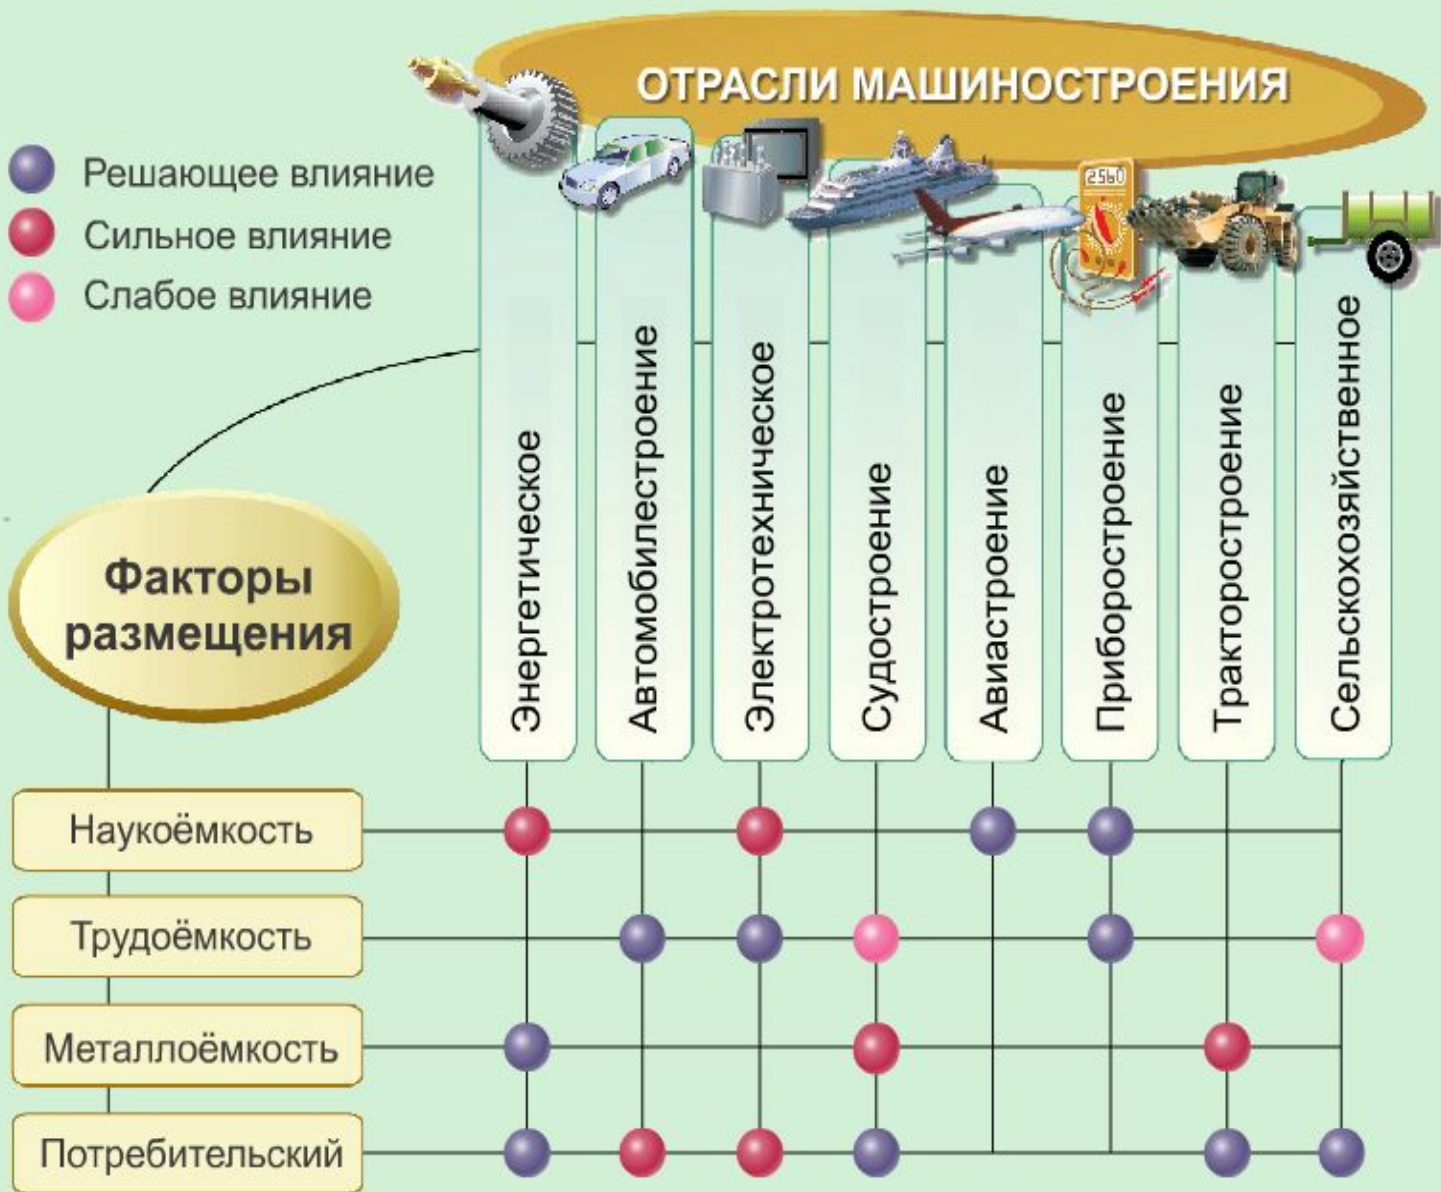 ОТРАСЛИ МАШИНОСТРОЕНИЯ
Решающее влияние
Сильное влияние
Слабое влияние
2560
Энергетическое
Автомобилестроение
Электротехническое
Судостроение
Авиастроение
Приборостроение
Тракторостроение
Сельскохозяйственное
Факторы
размещения
Наукоёмкость
Трудоёмкость
Металлоёмкость
Потребительский